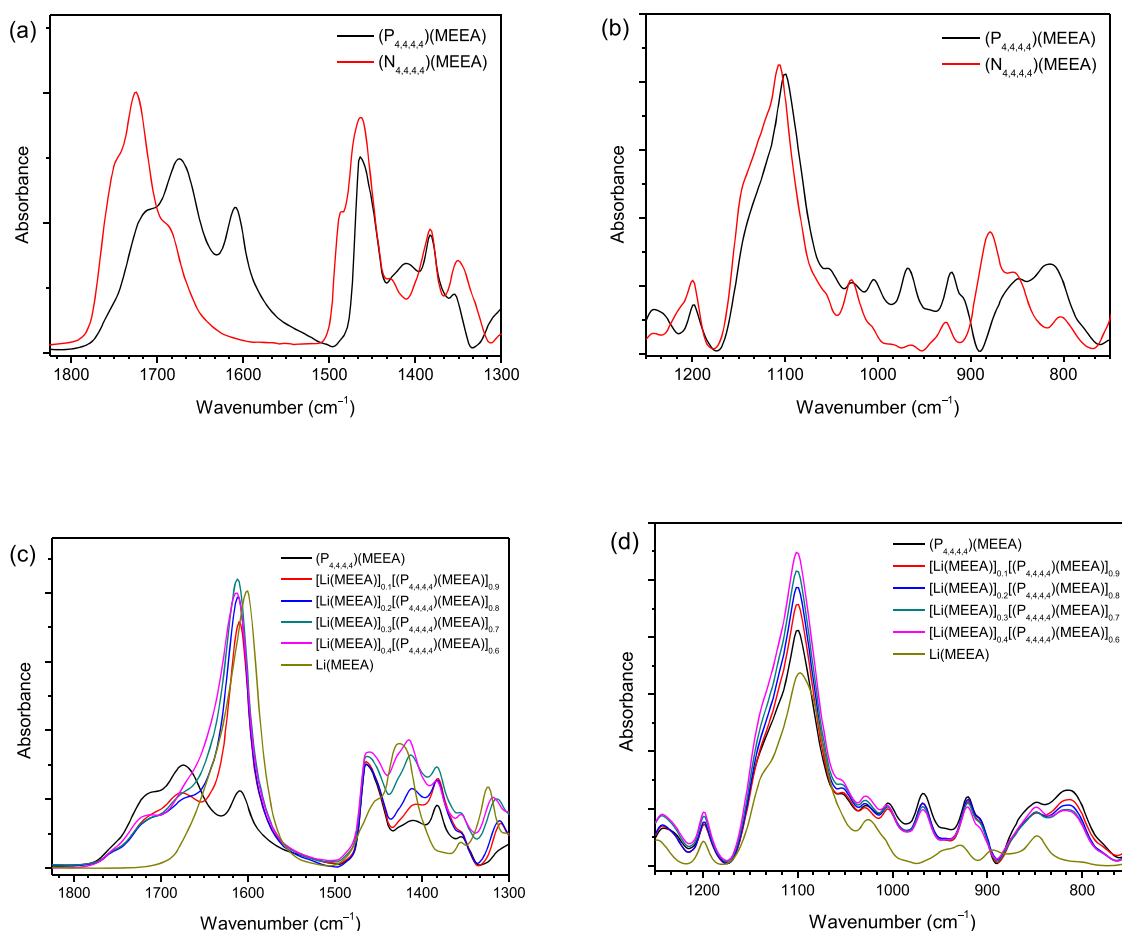 (a)
(P4,4,4,4)(MEEA)
(N4,4,4,4)(MEEA)
Absorbance
1800 1700 1600 1500 1400 1300
Wavenumber (cm−1)
(b)
(P4,4,4,4)(MEEA)
(N4,4,4,4)(MEEA)
Absorbance
1200 1100 1000 900 800
Wavenumber (cm−1)
(c)
(P4,4,4,4)(MEEA)
[Li(MEEA)]0.1[(P4,4,4,4)(MEEA)]0.9
[Li(MEEA)]0.2[(P4,4,4,4)(MEEA)]0.8
[Li(MEEA)]0.3[(P4,4,4,4)(MEEA)]0.7
[Li(MEEA)]0.4[(P4,4,4,4)(MEEA)]0.6
Li(MEEA)
Absorbance
1800 1700 1600 1500 1400 1300
Wavenumber (cm−1)
(d)
(P4,4,4,4)(MEEA)
[Li(MEEA)]0.1[(P4,4,4,4)(MEEA)]0.9
[Li(MEEA)]0.2[(P4,4,4,4)(MEEA)]0.8
[Li(MEEA)]0.3[(P4,4,4,4)(MEEA)]0.7
[Li(MEEA)]0.4[(P4,4,4,4)(MEEA)]0.6
Li(MEEA)
Absorbance
1200 1100 1000 900 800
Wavenumber (cm−1)